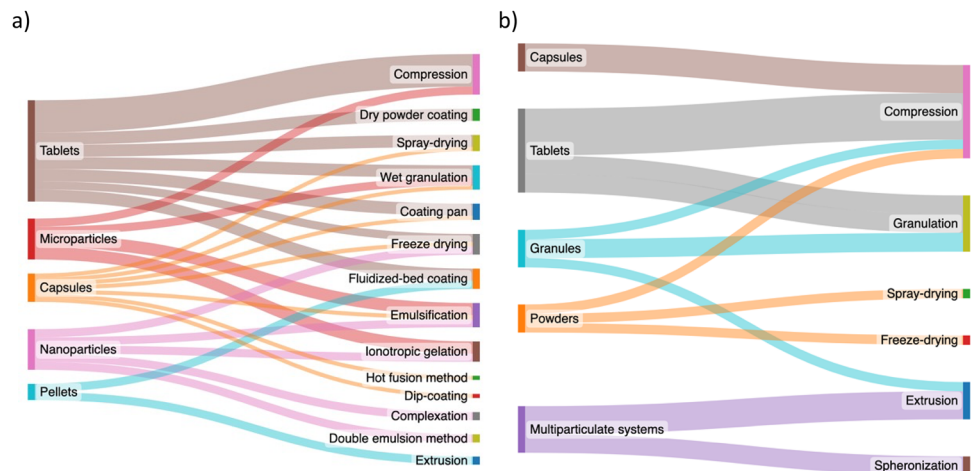 a)
Tablets
Microparticles
Capsules
Nanoparticles
Pellets
Compression
Dry powder coating
Spray-drying
Wet granulation
Coating pan
Freeze drying
Fluidized-bed coating
Emulsification
Ionotropic gelation
Hot fusion method
Dip-coating
Complexation
Double emulsion method
Extrusion
b)
Capsules
Tablets
Granules
Powders
Multiparticulate systems
Compression
Granulation
Spray-drying
Freeze-drying
Extrusion
Spheronization